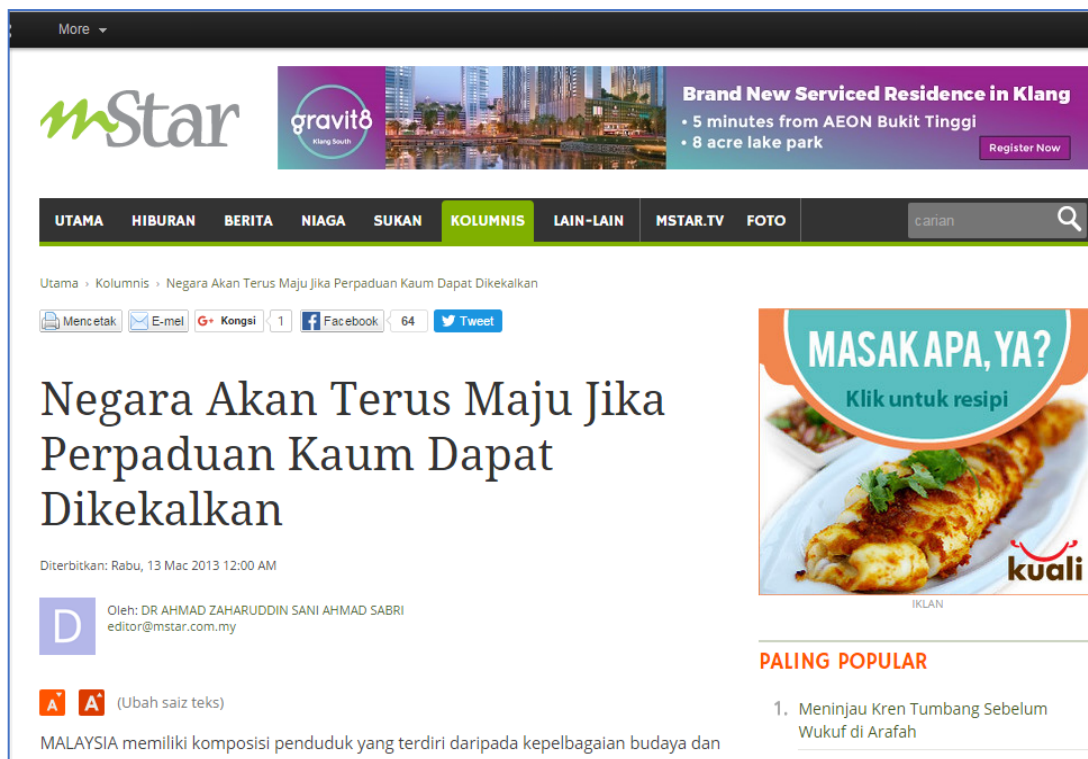 More
mStar
gravit8
Klang South
Brand New Serviced Residence in Klang
• 5 minutes from AEON Bukit Tinggi
• 8 acre lake park
Register Now
UTAMA HIBURAN BERITA NIAGA SUKAN KOLUMNIS LAIN-LAIN MSTAR.TV FOTO carian
Utama › Kolumnis › Negara Akan Terus Maju Jika Perpaduan Kaum Dapat Dikekalkan
Mencetak E-mel G+ Kongsi 1 Facebook 64 Tweet
Negara Akan Terus Maju Jika
Perpaduan Kaum Dapat
Dikekalkan
Diterbitkan: Rabu, 13 Mac 2013 12:00 AM
D
Oleh: DR AHMAD ZAHARUDDIN SANI AHMAD SABRI
editor@mstar.com.my
A A (Ubah saiz teks)
MALAYSIA memiliki komposisi penduduk yang terdiri daripada kepelbagaian budaya dan
MASAK APA, YA?
Klik untuk resipi
kuali
IKLAN
PALING POPULAR
1. Meninjau Kren Tumbang Sebelum
Wukuf di Arafah